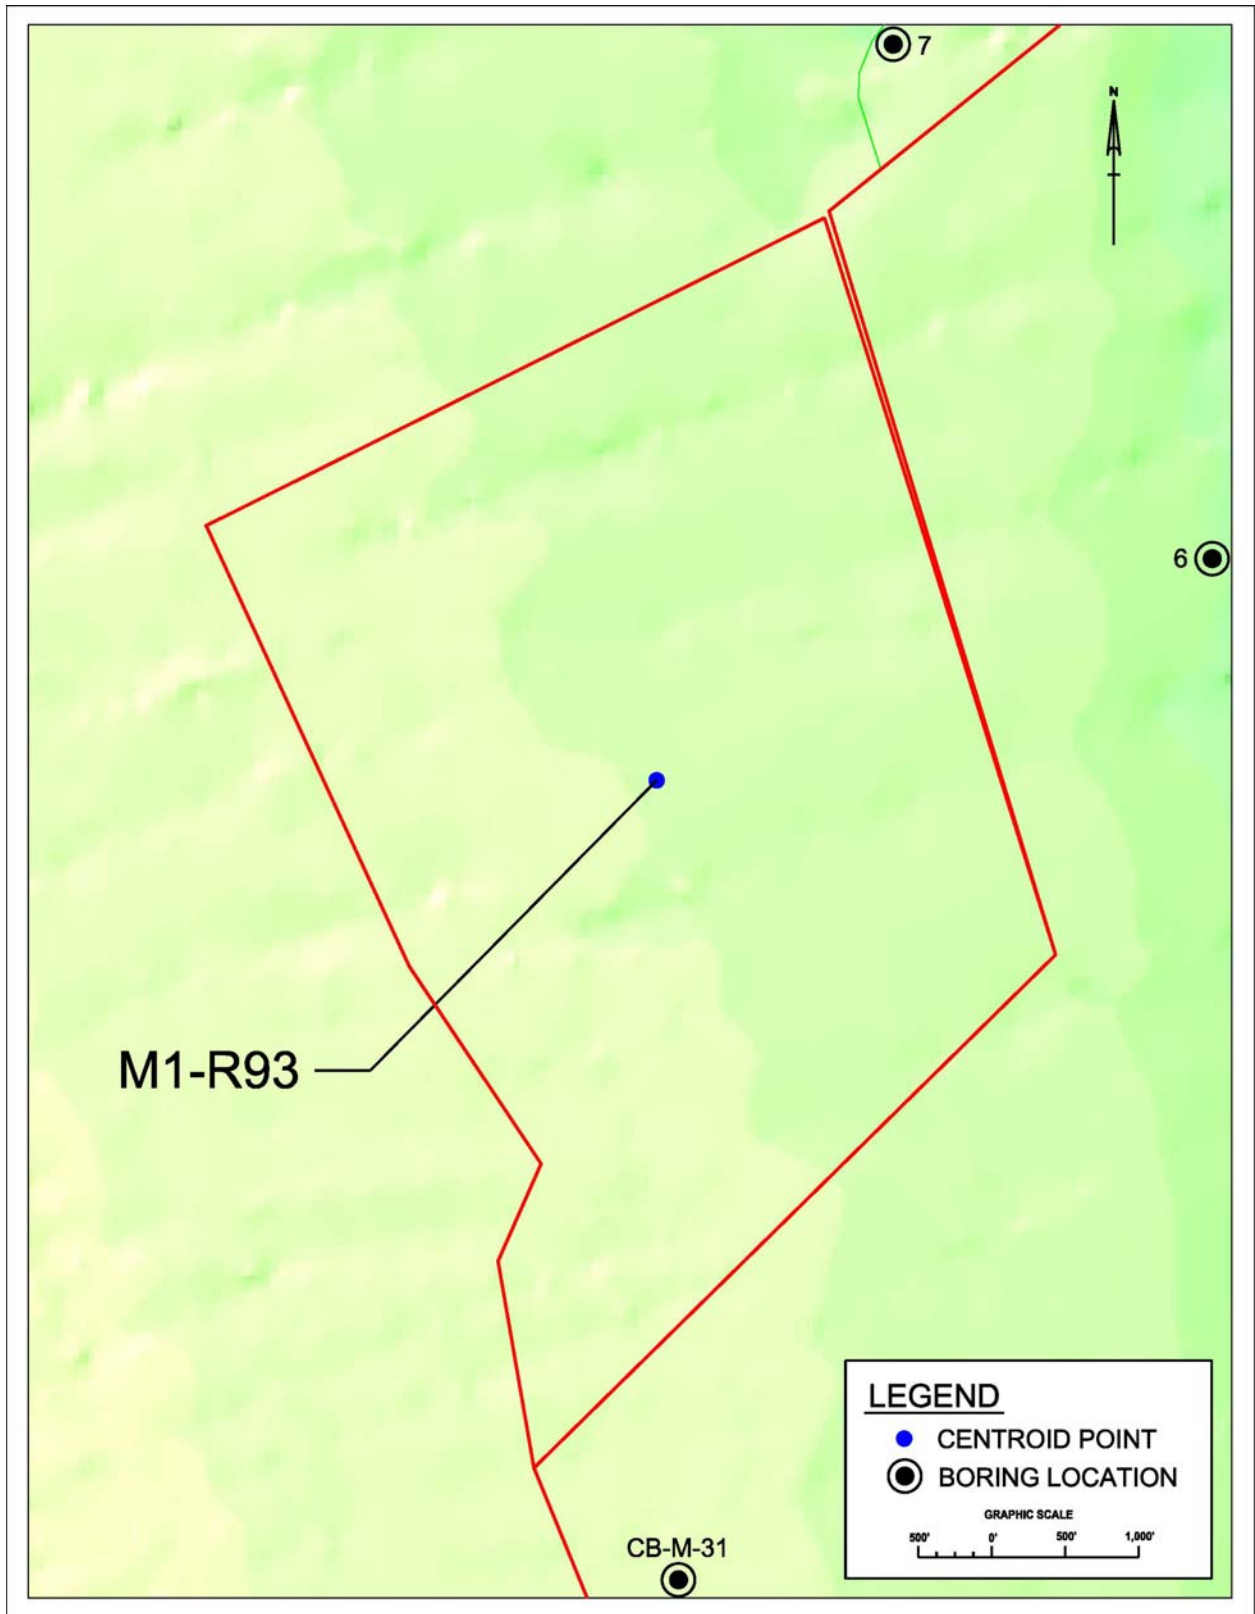 7
N
6
M1-R93
LEGEND
CENTROID POINT
BORING LOCATION
GRAPHIC SCALE
500' 0' 500' 1,000'
CB-M-31